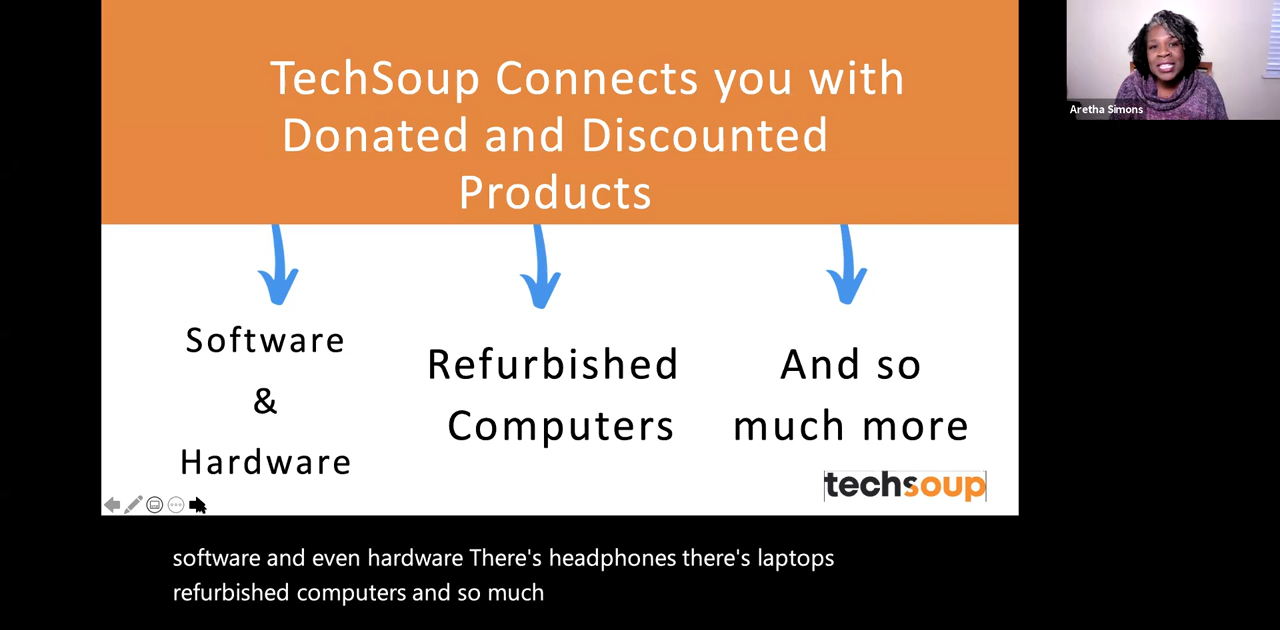 TechSoup Connects you with
Donated and Discounted
Products
Aretha Simons
Software
&
Hardware
Refurbished
Computers
And so
much more
techsoup
software and even hardware There's headphones there's laptops
refurbished computers and so much